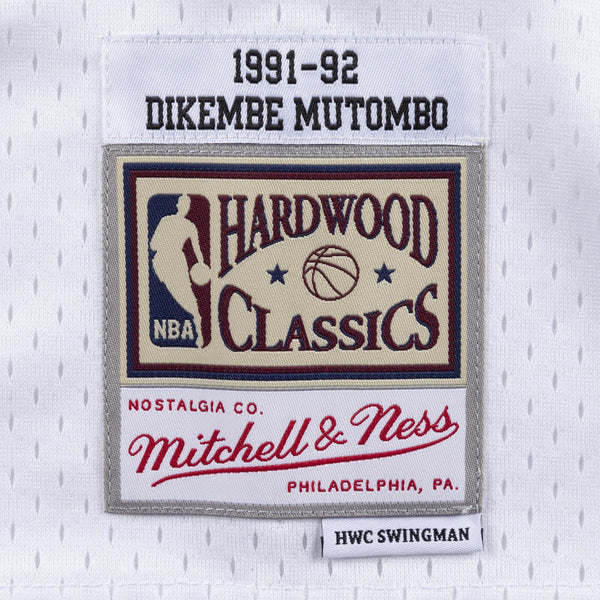 1991-92
DIKEMBE MUTOMBO
HARDWOOD
CLASSICS
NBA
NOSTALGIA CO.
Mitchell & Ness
PHILADELPHIA, PA.
HWC SWINGMAN